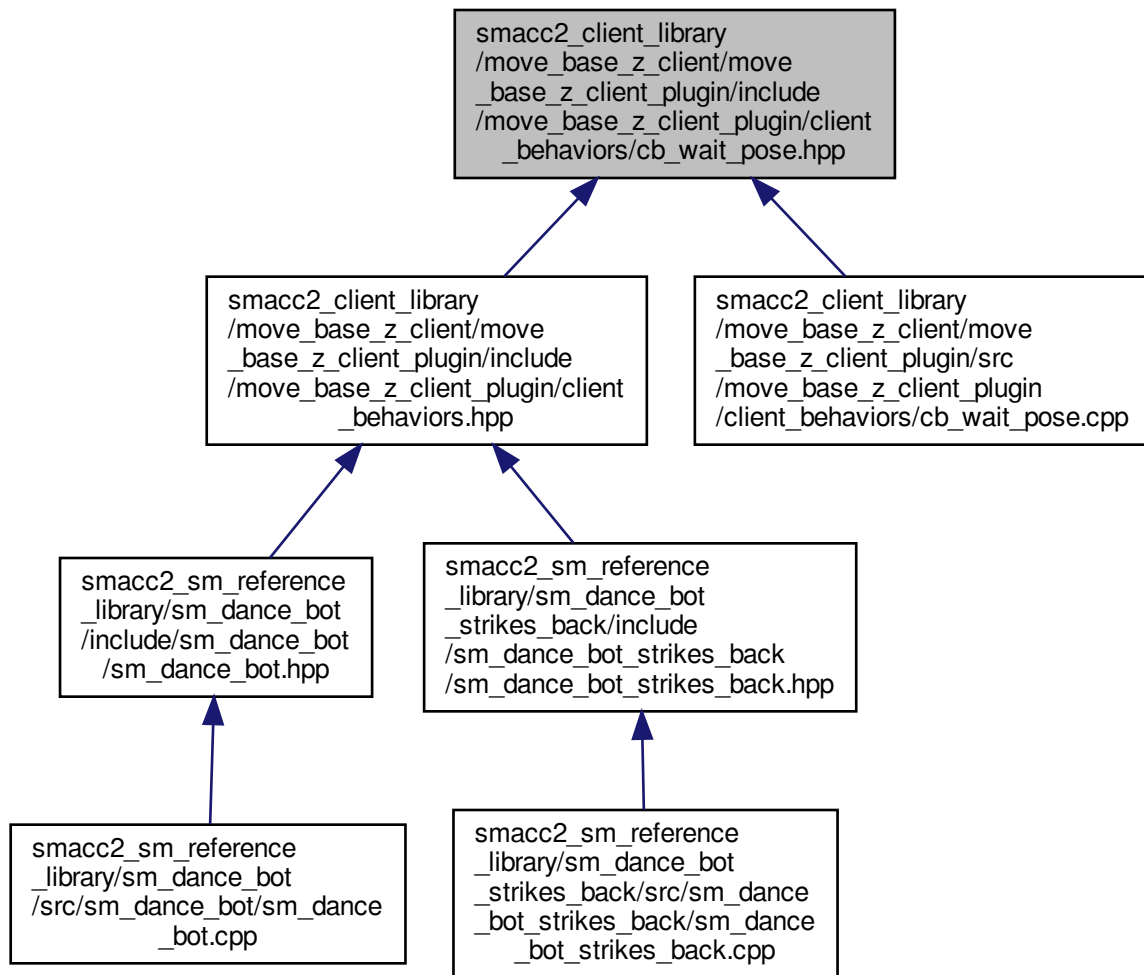 smacc2_client_library
/move_base_z_client/move
_base_z_client_plugin/include
/move_base_z_client_plugin/client
_behaviors/cb_wait_pose.hpp
smacc2_client_library
/move_base_z_client/move
_base_z_client_plugin/include
/move_base_z_client_plugin/client
_behaviors.hpp
smacc2_client_library
/move_base_z_client/move
_base_z_client_plugin/src
/move_base_z_client_plugin
/client_behaviors/cb_wait_pose.cpp
smacc2_sm_reference
_library/sm_dance_bot
/include/sm_dance_bot
/sm_dance_bot.hpp
smacc2_sm_reference
_library/sm_dance_bot
_strikes_back/include
/sm_dance_bot_strikes_back
/sm_dance_bot_strikes_back.hpp
smacc2_sm_reference
_library/sm_dance_bot
/src/sm_dance_bot/sm_dance
_bot.cpp
smacc2_sm_reference
_library/sm_dance_bot
_strikes_back/src/sm_dance
_bot_strikes_back/sm_dance
_bot_strikes_back.cpp